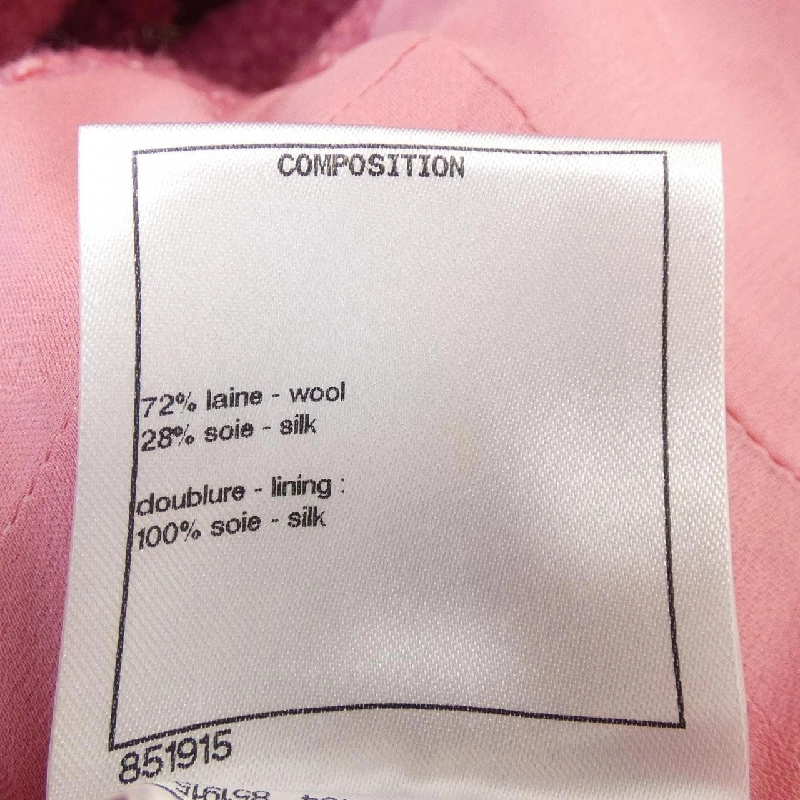 COMPOSITION
72% laine - wool
28% soie - silk
doublure - lining :
100% soie - silk
851915